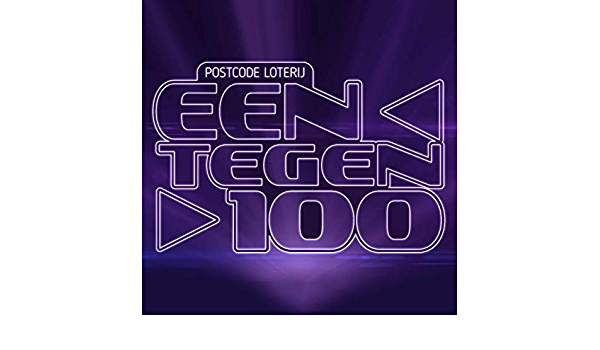 POSTCODE LOTERIJ
EEN
TEGEN
100